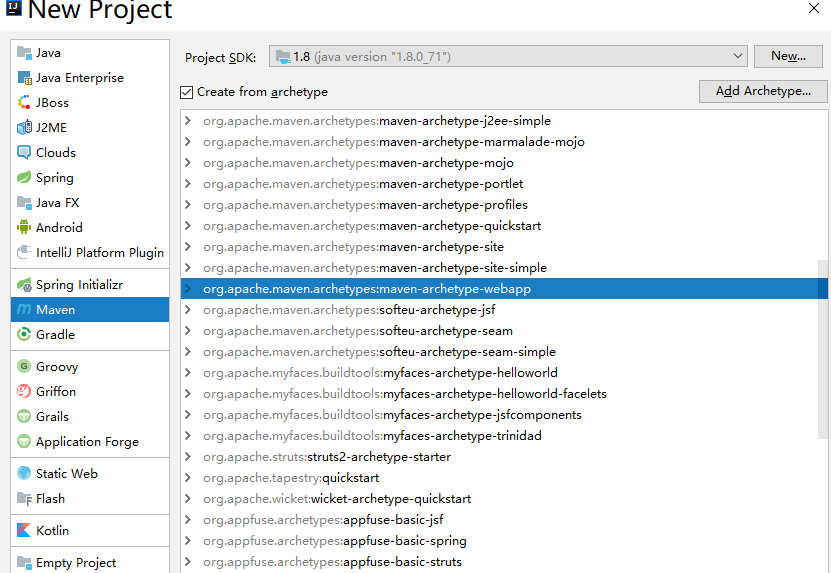 New Project
Java
Java Enterprise
JBoss
J2ME
Clouds
Spring
Java FX
Android
IntelliJ Platform Plugin
Spring Initializr
Maven
Gradle
Groovy
Griffon
Grails
Application Forge
Static Web
Flash
Kotlin
Empty Project
Project SDK: 1.8 (java version "1.8.0_71") New...
Create from archetype Add Archetype...
org.apache.maven.archetypes:maven-archetype-j2ee-simple
org.apache.maven.archetypes:maven-archetype-marmalade-mojo
org.apache.maven.archetypes:maven-archetype-mojo
org.apache.maven.archetypes:maven-archetype-portlet
org.apache.maven.archetypes:maven-archetype-profiles
org.apache.maven.archetypes:maven-archetype-quickstart
org.apache.maven.archetypes:maven-archetype-site
org.apache.maven.archetypes:maven-archetype-site-simple
org.apache.maven.archetypes:maven-archetype-webapp
org.apache.maven.archetypes:softeu-archetype-jsf
org.apache.maven.archetypes:softeu-archetype-seam
org.apache.maven.archetypes:softeu-archetype-seam-simple
org.apache.myfaces.buildtools:myfaces-archetype-helloworld
org.apache.myfaces.buildtools:myfaces-archetype-helloworld-facelets
org.apache.myfaces.buildtools:myfaces-archetype-jsfcomponents
org.apache.myfaces.buildtools:myfaces-archetype-trinidad
org.apache.struts:struts2-archetype-starter
org.apache.tapestry:quickstart
org.apache.wicket:wicket-archetype-quickstart
org.appfuse.archetypes:appfuse-basic-jsf
org.appfuse.archetypes:appfuse-basic-spring
org.appfuse.archetypes:appfuse-basic-struts